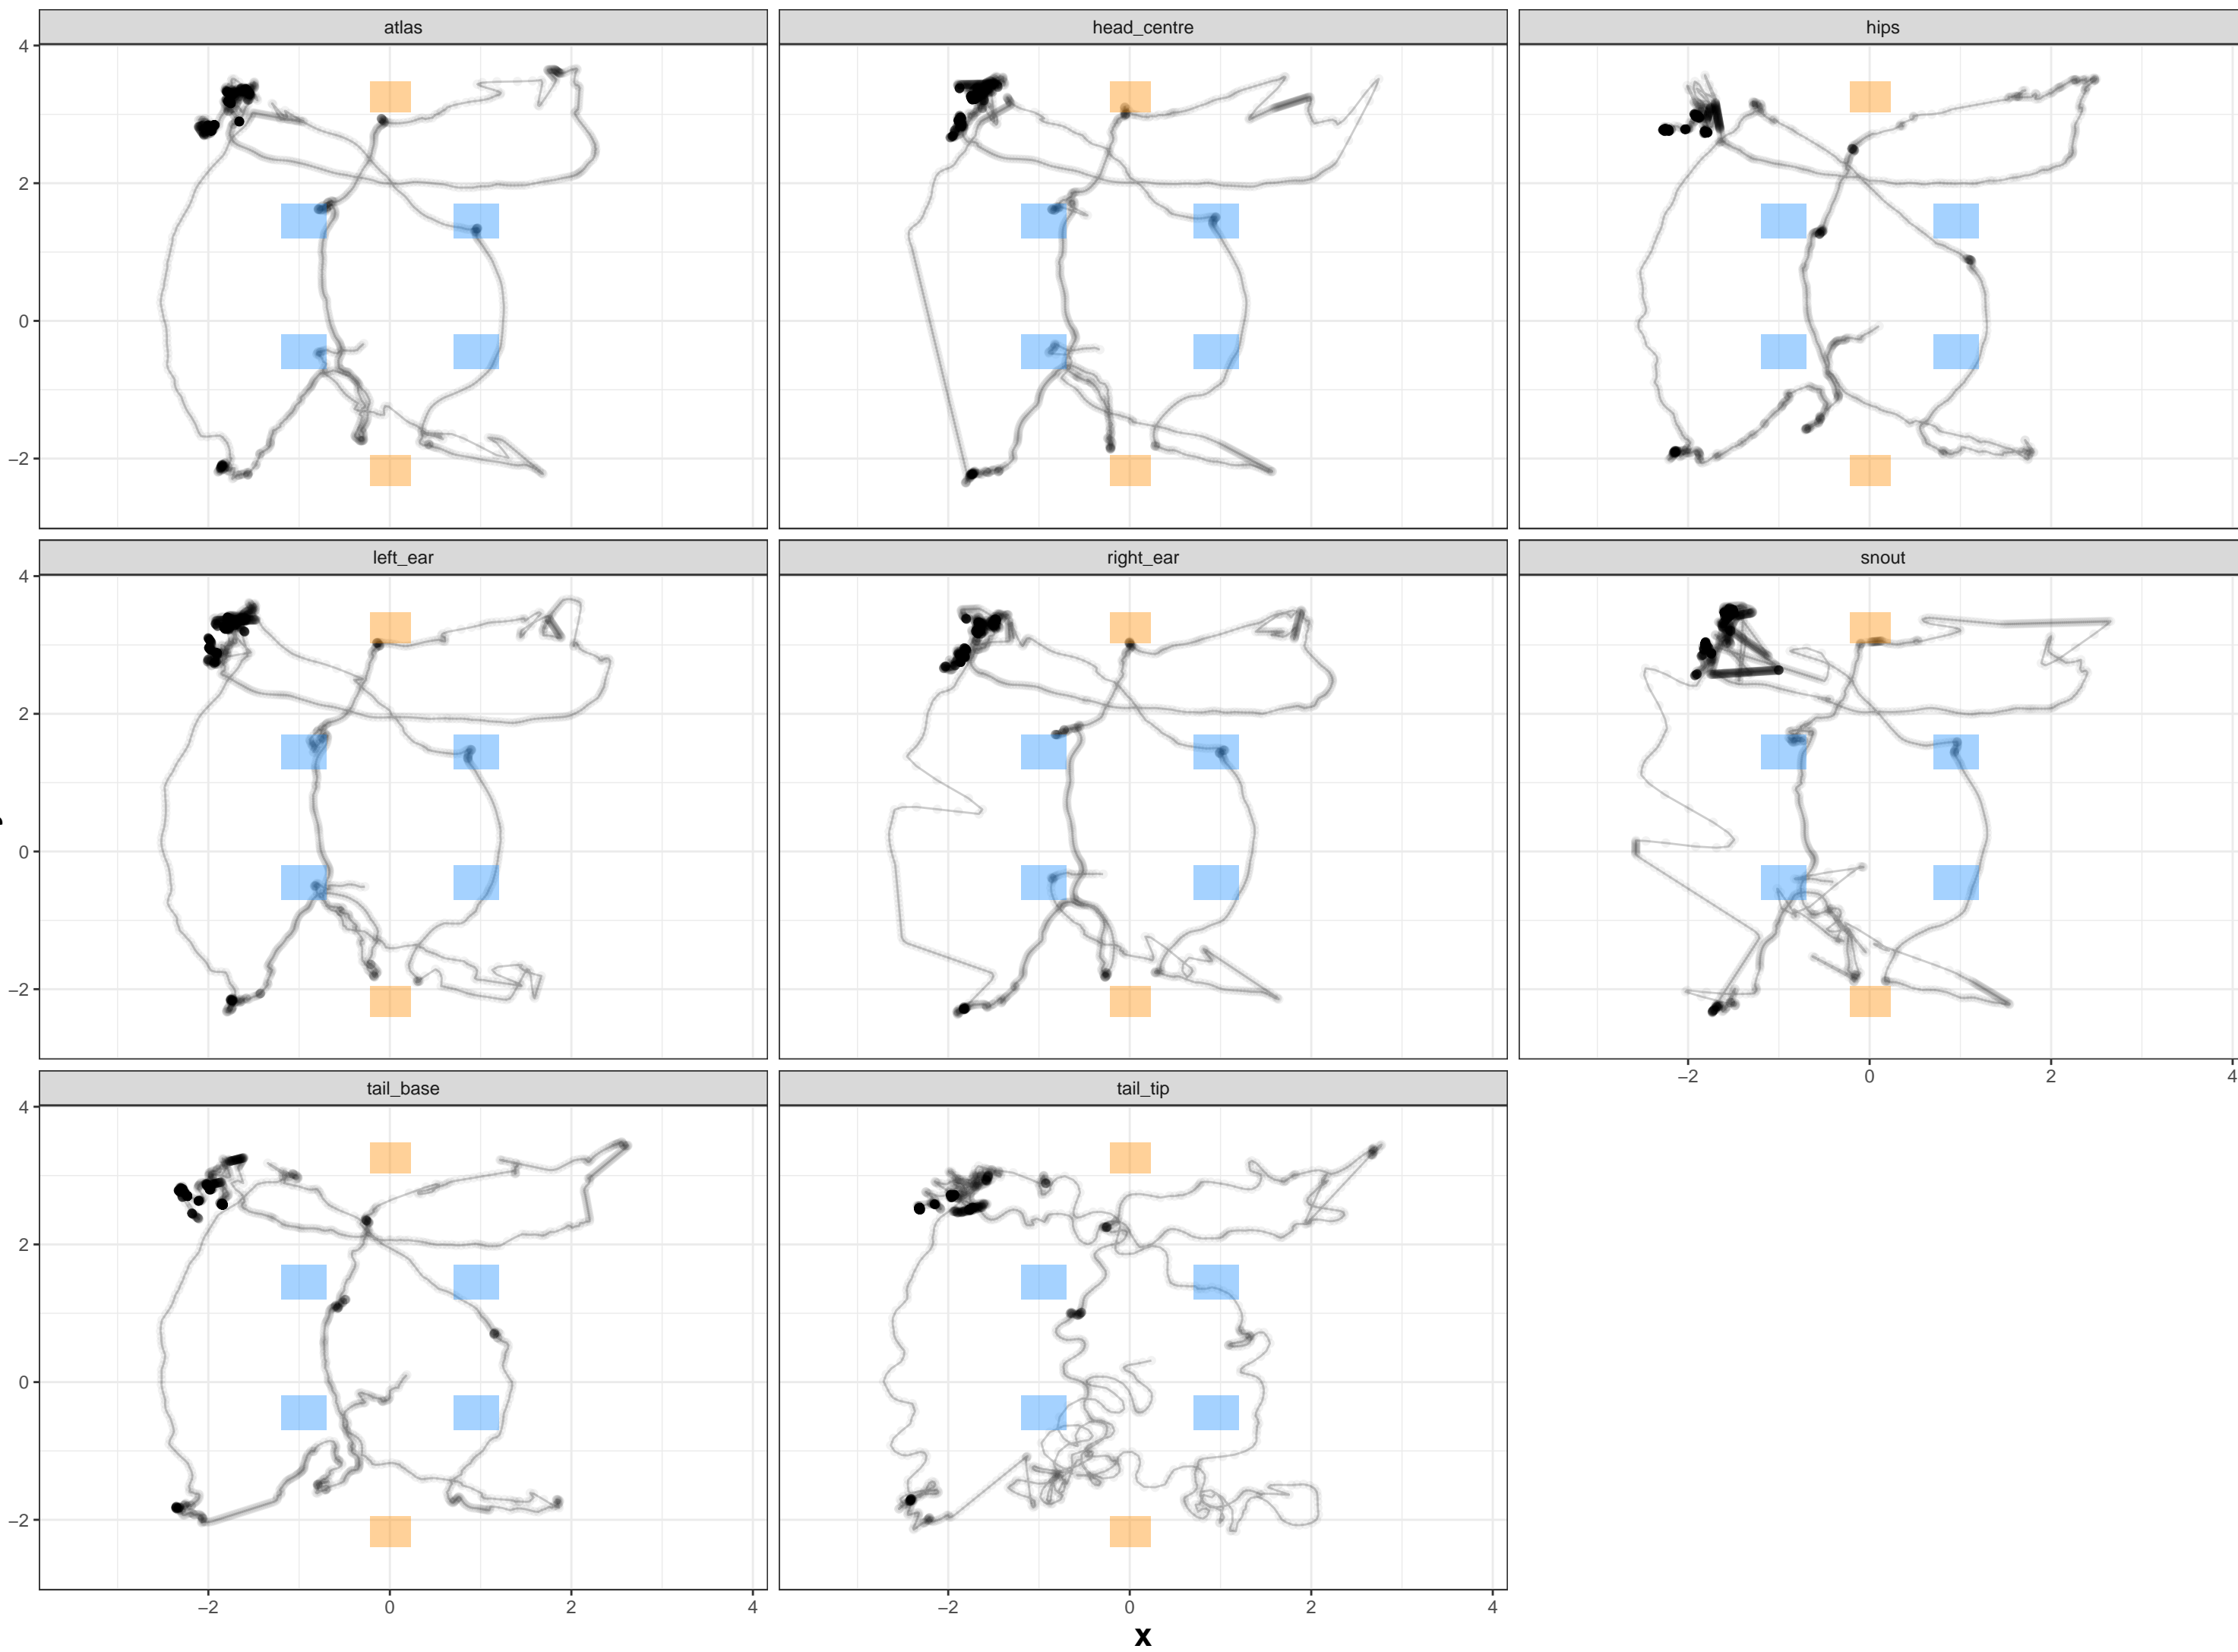 atlas head_centre hips
4
2
0
−2
left_ear right_ear snout
4
2
0
−2
−2 0 2 4
tail_base tail_tip
4
2
0
−2
−2 0 2 4 −2 0 2 4
x